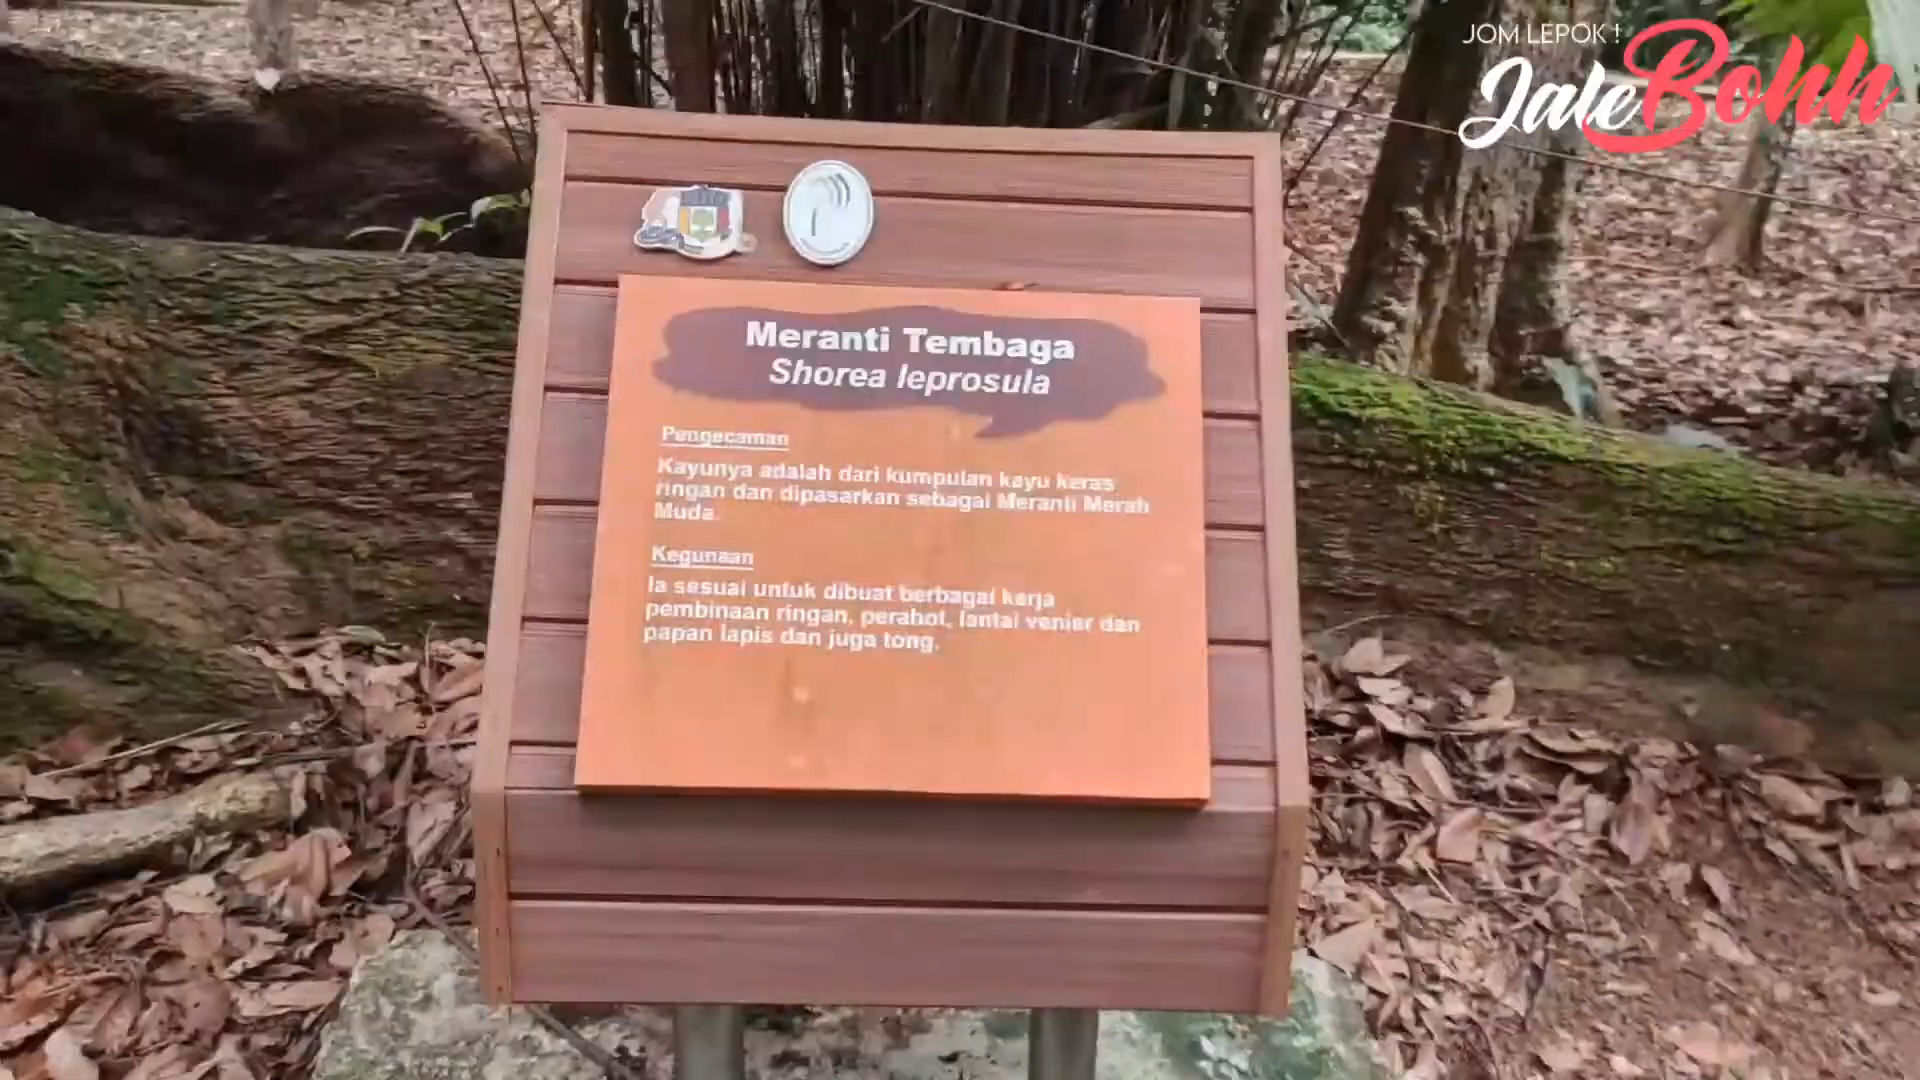 JOM LEPOK !
JaleBohh
Meranti Tembaga
Shorea leprosula
Pengecaman
Kayunya adalah dari kumpulan kayu keras
ringan dan dipasarkan sebagai Meranti Merah
Muda.
Kegunaan
Ia sesuai untuk dibuat berbagai kerja
pembinaan ringan, perabot, lantai venier dan
papan lapis dan juga tong.